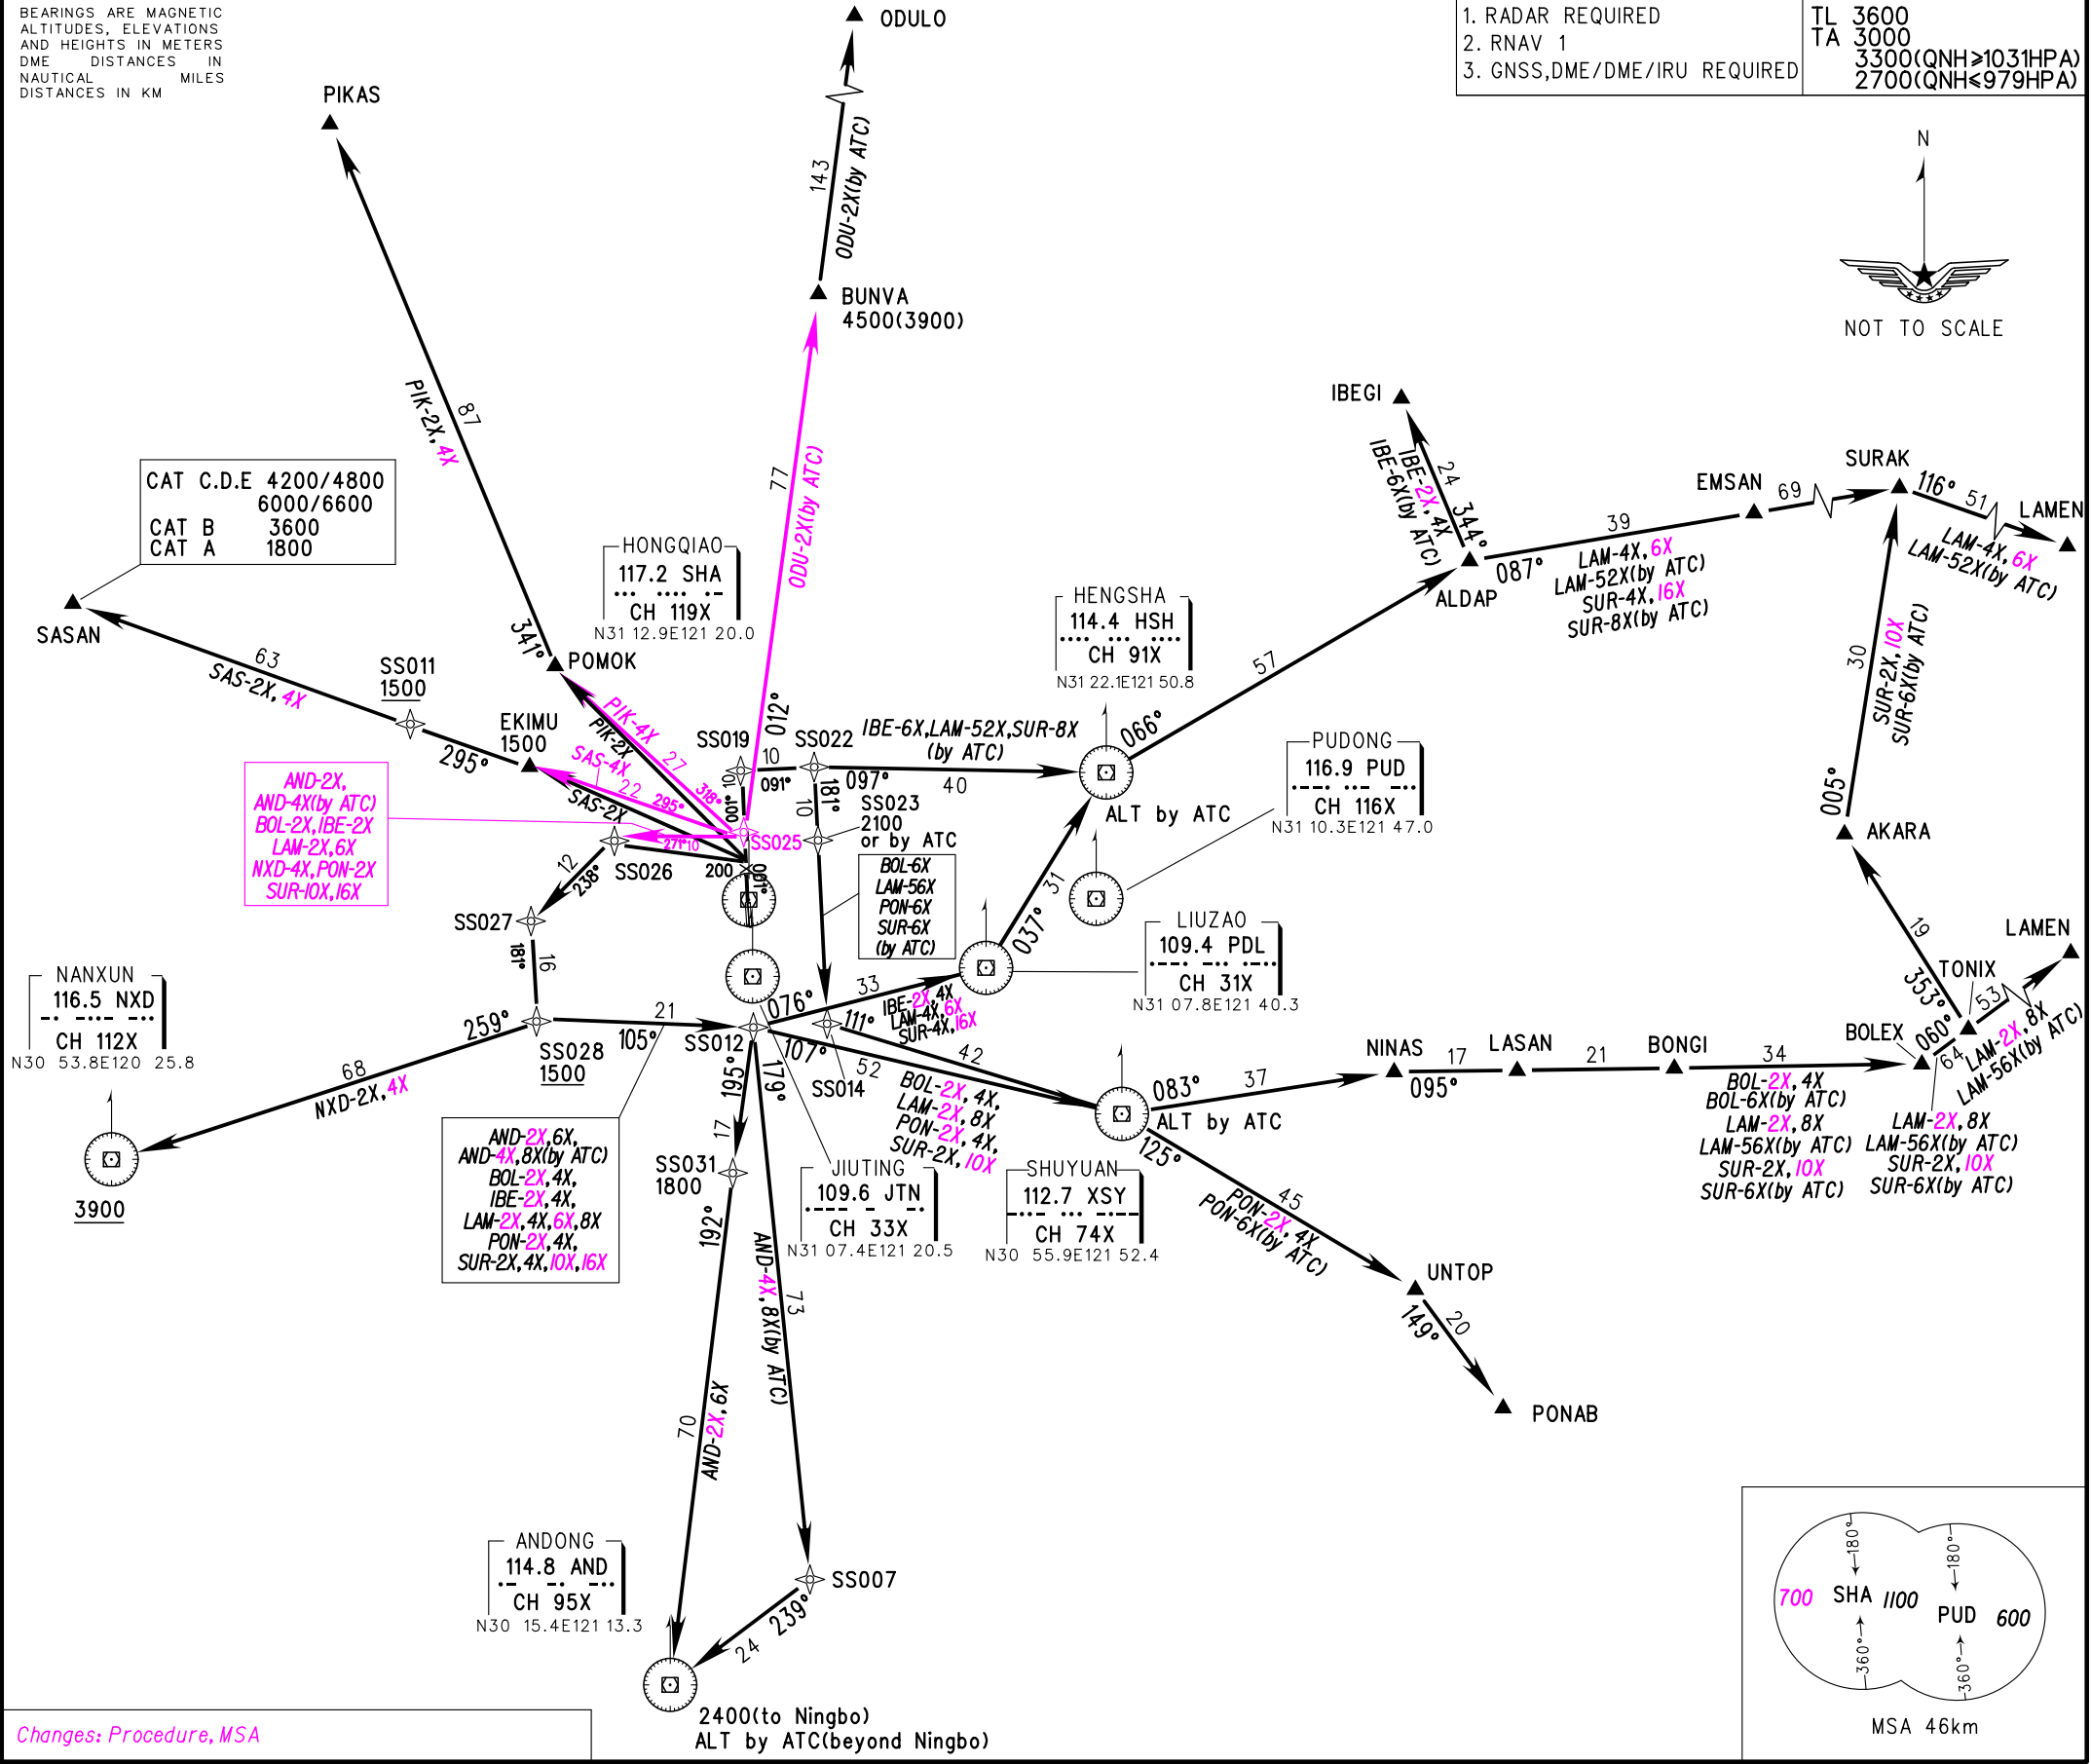 BEARINGS ARE MAGNETIC
ALTITUDES, ELEVATIONS
AND HEIGHTS IN METERS
DME DISTANCES IN
NAUTICAL MILES
DISTANCES IN KM
1. RADAR REQUIRED
2. RNAV 1
3. GNSS,DME/DME/IRU REQUIRED
TL 3600
TA 3000
3300(QNH≥1031HPA)
2700(QNH≤979HPA)
N
NOT TO SCALE
ODULO
143
ODU-2X(by ATC)
BUNVA
4500(3900)
77
ODU-2X(by ATC)
012°
PIKAS
87
PIK-2X,4X
341°
POMOK
CAT C.D.E 4200/4800
6000/6600
CAT B 3600
CAT A 1800
SASAN
63
SAS-2X,4X
SS011
1500
295°
EKIMU
1500
HONGQIAO
117.2 SHA
CH 119X
N31 12.9E121 20.0
PIK-4X
27
318°
PIK-2X
SAS-4X
22
295°
SAS-2X
SS019
10
091°
10
001°
SS022
097°
40
IBE-6X,LAM-52X,SUR-8X
(by ATC)
181°
10
SS023
2100
or by ATC
BOL-6X
LAM-56X
PON-6X
SUR-6X
(by ATC)
SS025
271°
10
200
001°
SS026
12
238°
SS027
181°
16
AND-2X,
AND-4X(by ATC)
BOL-2X,IBE-2X
LAM-2X,6X
NXD-4X,PON-2X
SUR-10X,16X
HENGSHA
114.4 HSH
CH 91X
N31 22.1E121 50.8
ALT by ATC
066°
57
IBEGI
24
344°
IBE-2X,4X
IBE-6X(by ATC)
ALDAP
087°
39
LAM-4X,6X
LAM-52X(by ATC)
SUR-4X,16X
SUR-8X(by ATC)
EMSAN
69
SURAK
116°
51
LAMEN
LAM-4X,6X
LAM-52X(by ATC)
30
SUR-2X,10X
SUR-6X(by ATC)
005°
AKARA
19
353°
PUDONG
116.9 PUD
CH 116X
N31 10.3E121 47.0
LIUZAO
109.4 PDL
CH 31X
N31 07.8E121 40.3
037°
31
NANXUN
116.5 NXD
CH 112X
N30 53.8E120 25.8
3900
68
NXD-2X,4X
259°
SS028
1500
21
105°
SS012
076°
33
IBE-2X,4X
LAM-4X,6X
SUR-4X,16X
111°
42
SS014
107°
52
BOL-2X,4X,
LAM-2X,8X
PON-2X,4X,
SUR-2X,10X
AND-2X,6X,
AND-4X,8X(by ATC)
BOL-2X,4X,
IBE-2X,4X,
LAM-2X,4X,6X,8X
PON-2X,4X,
SUR-2X,4X,10X,16X
195°
17
179°
SS031
1800
192°
JIUTING
109.6 JTN
CH 33X
N31 07.4E121 20.5
SHUYUAN
112.7 XSY
CH 74X
N30 55.9E121 52.4
083°
37
ALT by ATC
125°
NINAS
17
095°
LASAN
21
BONGI
34
BOL-2X,4X
BOL-6X(by ATC)
LAM-2X,8X
LAM-56X(by ATC)
SUR-2X,10X
SUR-6X(by ATC)
BOLEX
060°
64
TONIX
53
LAMEN
LAM-2X,8X
LAM-56X(by ATC)
LAM-2X,8X
LAM-56X(by ATC)
SUR-2X,10X
SUR-6X(by ATC)
45
PON-2X,4X
PON-6X(by ATC)
UNTOP
149°
20
PONAB
70
AND-2X,6X
73
AND-4X,8X(by ATC)
ANDONG
114.8 AND
CH 95X
N30 15.4E121 13.3
SS007
239°
24
2400(to Ningbo)
ALT by ATC(beyond Ningbo)
180°
180°
700
SHA
1100
PUD
600
360°
360°
MSA 46km
Changes: Procedure,MSA